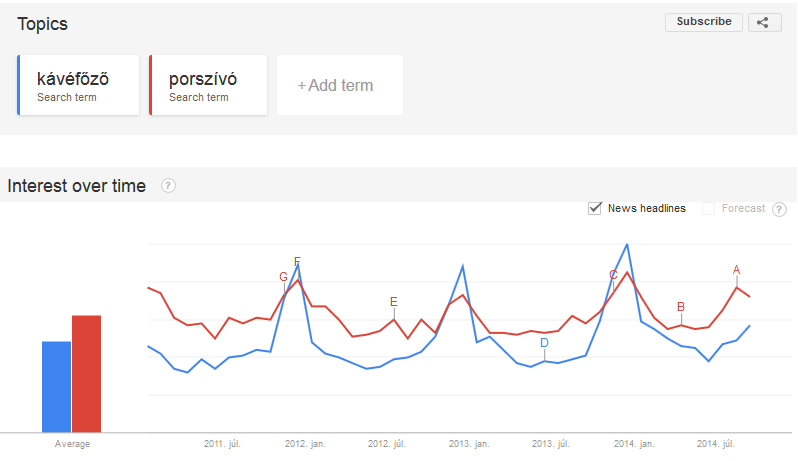 Topics
Subscribe
kávéfőző
Search term
porszívó
Search term
+Add term
Interest over time ?
News headlines
Forecast ?
F
G
C
A
E
B
D
Average
2011. júl.
2012. jan.
2012. júl.
2013. jan.
2013. júl.
2014. jan.
2014. júl.